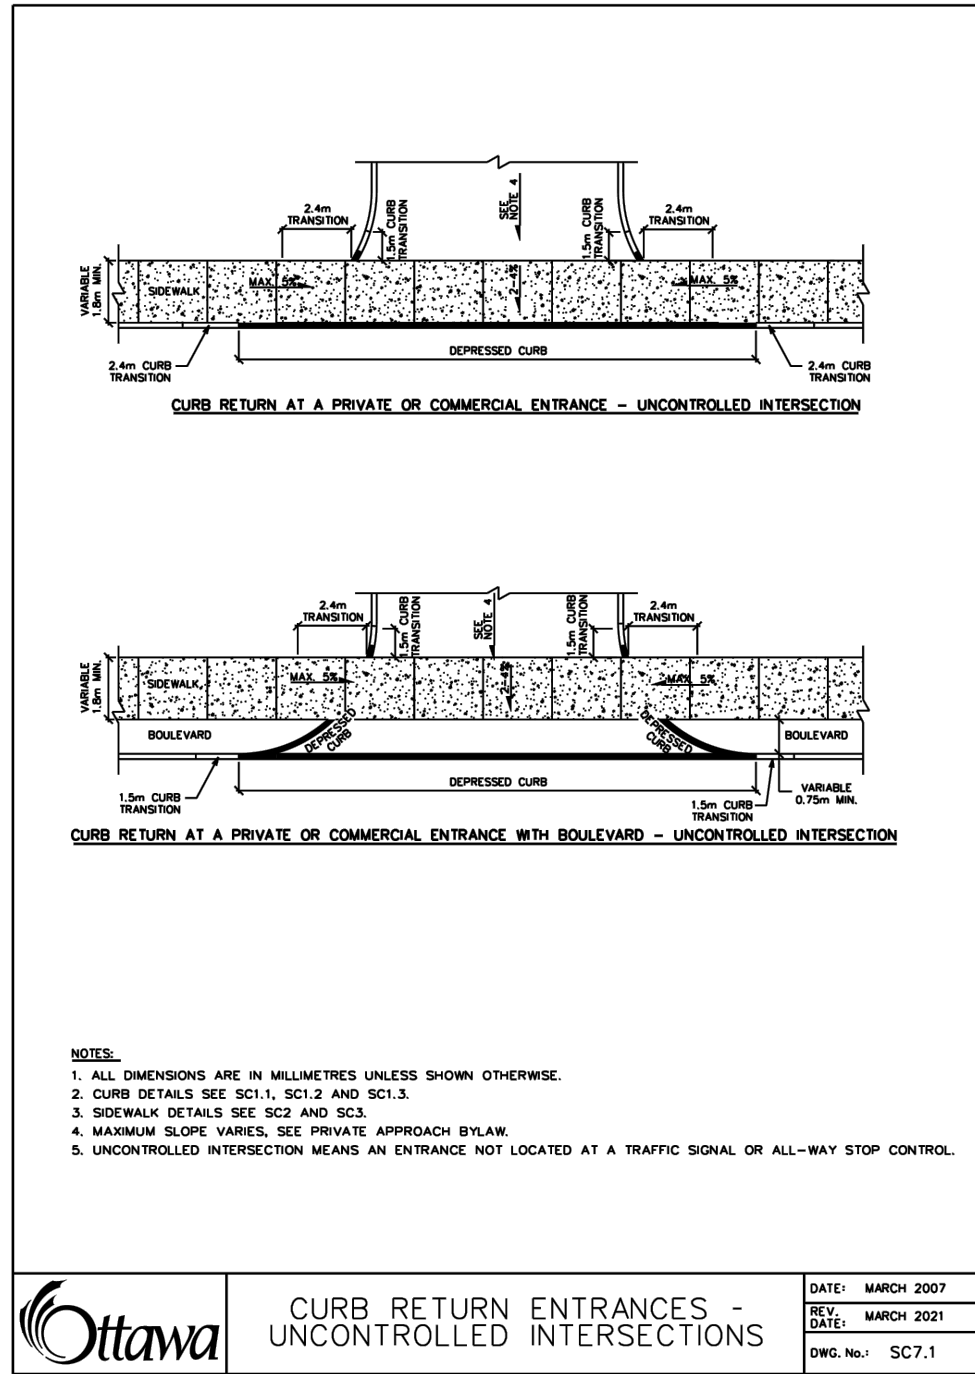 2.4m
TRANSITION
1.5m CURB
TRANSITION
SEE
NOTE 4
1.5m CURB
TRANSITION
2.4m
TRANSITION
VARIABLE
1.8m MIN.
SIDEWALK
MAX. 5%
2-4%
MAX. 5%
DEPRESSED CURB
2.4m CURB
TRANSITION
2.4m CURB
TRANSITION
CURB RETURN AT A PRIVATE OR COMMERCIAL ENTRANCE - UNCONTROLLED INTERSECTION
2.4m
TRANSITION
1.5m CURB
TRANSITION
SEE
NOTE 4
1.5m CURB
TRANSITION
2.4m
TRANSITION
VARIABLE
1.8m MIN.
SIDEWALK
MAX. 5%
2-4%
MAX. 5%
BOULEVARD
DEPRESSED
CURB
DEPRESSED
CURB
BOULEVARD
DEPRESSED CURB
1.5m CURB
TRANSITION
1.5m CURB
TRANSITION
VARIABLE
0.75m MIN.
CURB RETURN AT A PRIVATE OR COMMERCIAL ENTRANCE WITH BOULEVARD - UNCONTROLLED INTERSECTION
NOTES:
1. ALL DIMENSIONS ARE IN MILLIMETRES UNLESS SHOWN OTHERWISE.
2. CURB DETAILS SEE SC1.1, SC1.2 AND SC1.3.
3. SIDEWALK DETAILS SEE SC2 AND SC3.
4. MAXIMUM SLOPE VARIES, SEE PRIVATE APPROACH BYLAW.
5. UNCONTROLLED INTERSECTION MEANS AN ENTRANCE NOT LOCATED AT A TRAFFIC SIGNAL OR ALL-WAY STOP CONTROL.
Ottawa
CURB RETURN ENTRANCES -
UNCONTROLLED INTERSECTIONS
DATE: MARCH 2007
REV.
DATE: MARCH 2021
DWG. No.: SC7.1